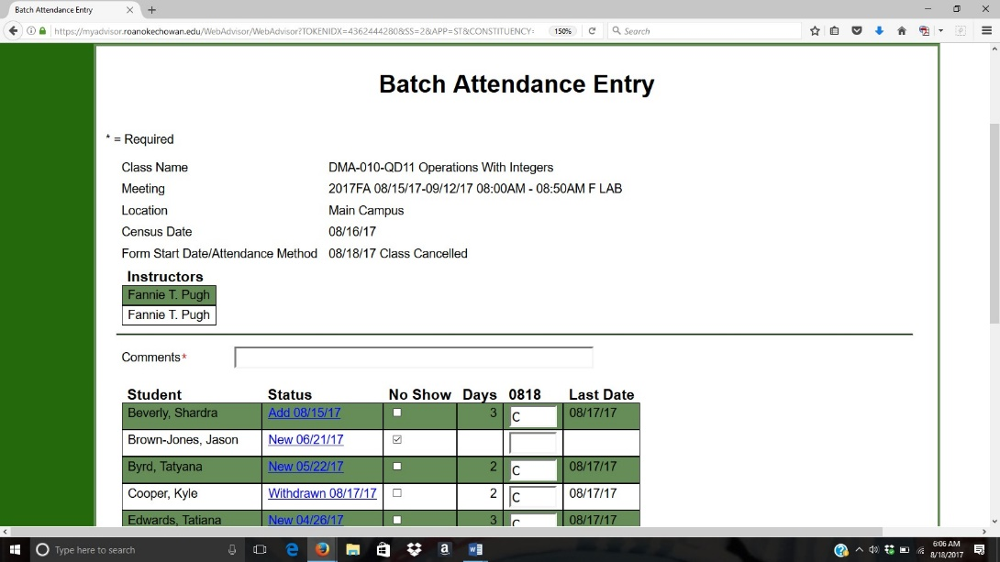 Batch Attendance Entry
https://myadvisor.roanokechowan.edu/WebAdvisor/WebAdvisor?TOKENIDX=4362444280&SS=2&APP=ST&CONSTITUENCY= 150% Search
Batch Attendance Entry
* = Required
Class Name DMA-010-QD11 Operations With Integers
Meeting 2017FA 08/15/17-09/12/17 08:00AM - 08:50AM F LAB
Location Main Campus
Census Date 08/16/17
Form Start Date/Attendance Method 08/18/17 Class Cancelled
Instructors
Fannie T. Pugh
Fannie T. Pugh
Comments*
Student Status No Show Days 0818 Last Date
Beverly, Shardra Add 08/15/17 3 C 08/17/17
Brown-Jones, Jason New 06/21/17
Byrd, Tatyana New 05/22/17 2 C 08/17/17
Cooper, Kyle Withdrawn 08/17/17 2 C 08/17/17
Edwards, Tatiana New 04/26/17 3 C 08/17/17
Type here to search
6:06 AM
8/18/2017